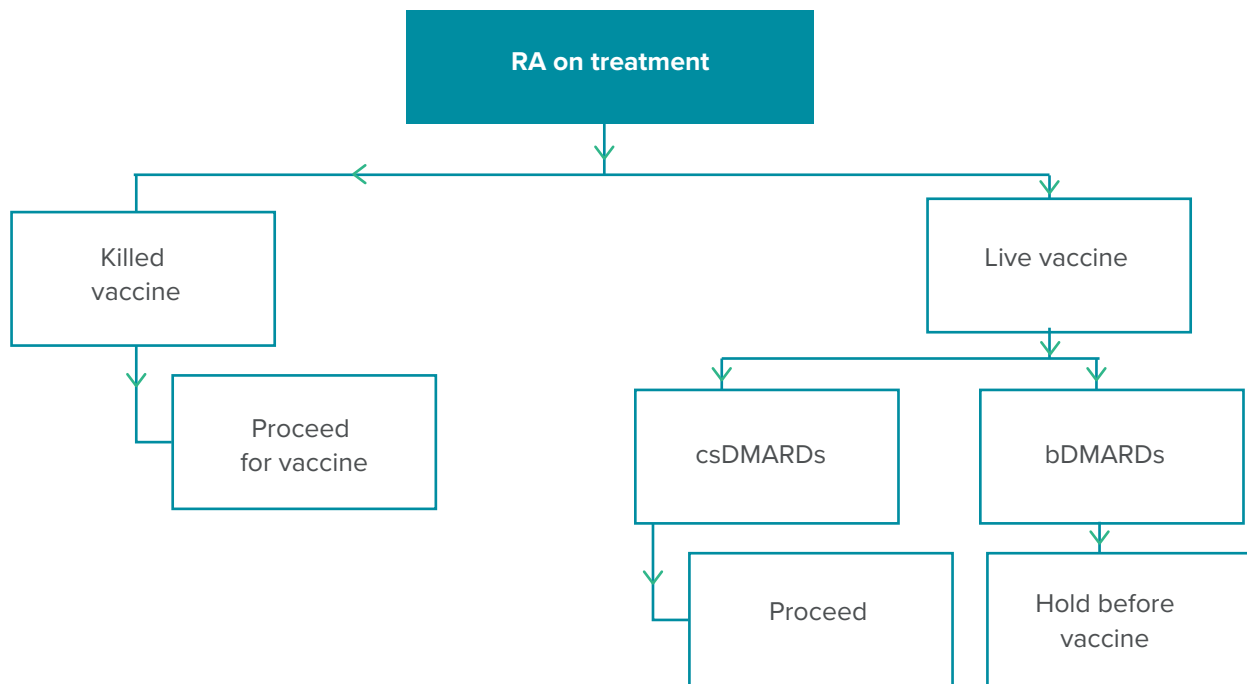 RA on treatment
Killed
vaccine
Live vaccine
Proceed
for vaccine
csDMARDs
bDMARDs
Proceed
Hold before
vaccine